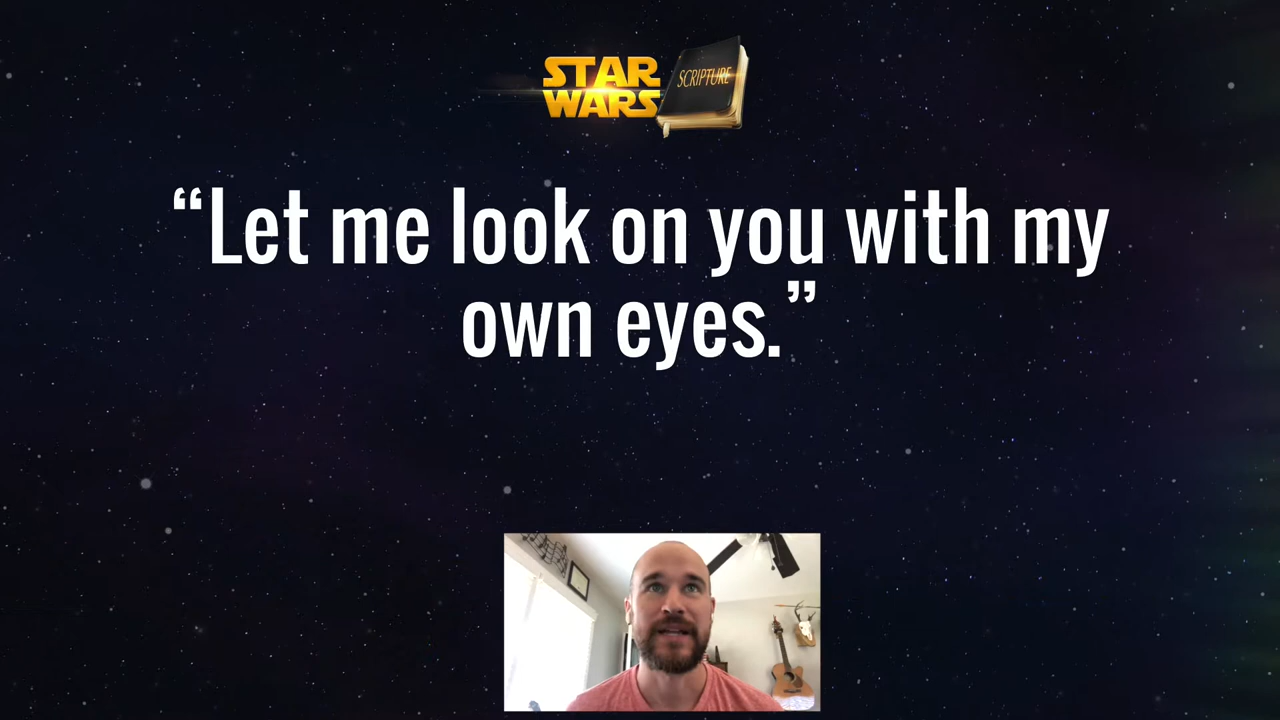 STAR
WARS
SCRIPTURE
“Let me look on you with my
own eyes.”